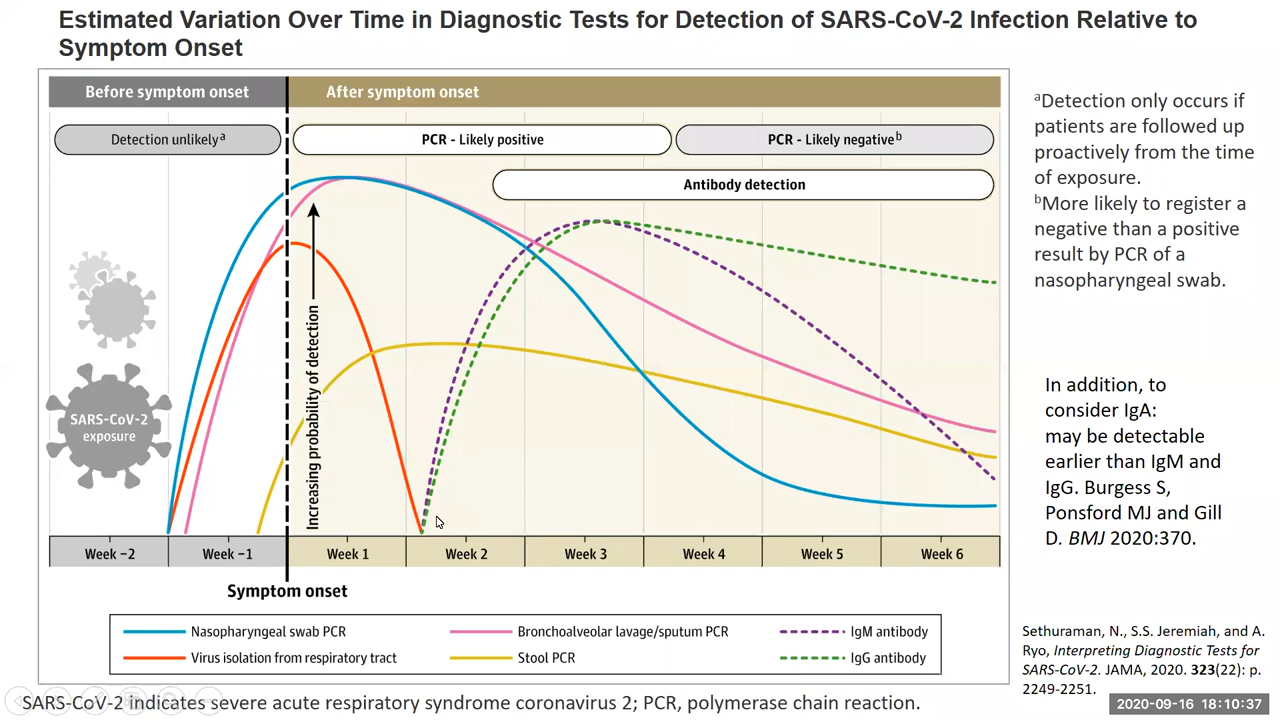 Estimated Variation Over Time in Diagnostic Tests for Detection of SARS-CoV-2 Infection Relative to
Symptom Onset
Before symptom onset
After symptom onset
Detection unlikelyᵃ
PCR - Likely positive
PCR - Likely negativeᵇ
Antibody detection
SARS-CoV-2
exposure
Increasing probability of detection
Week −2
Week −1
Week 1
Week 2
Week 3
Week 4
Week 5
Week 6
Symptom onset
Nasopharyngeal swab PCR
Virus isolation from respiratory tract
Bronchoalveolar lavage/sputum PCR
Stool PCR
IgM antibody
IgG antibody
ᵃDetection only occurs if
patients are followed up
proactively from the time
of exposure.
ᵇMore likely to register a
negative than a positive
result by PCR of a
nasopharyngeal swab.
In addition, to
consider IgA:
may be detectable
earlier than IgM and
IgG. Burgess S,
Ponsford MJ and Gill
D. BMJ 2020:370.
Sethuraman, N., S.S. Jeremiah, and A.
Ryo, Interpreting Diagnostic Tests for
SARS-CoV-2. JAMA, 2020. 323(22): p.
2249-2251.
SARS-CoV-2 indicates severe acute respiratory syndrome coronavirus 2; PCR, polymerase chain reaction.
2020-09-16 18:10:37